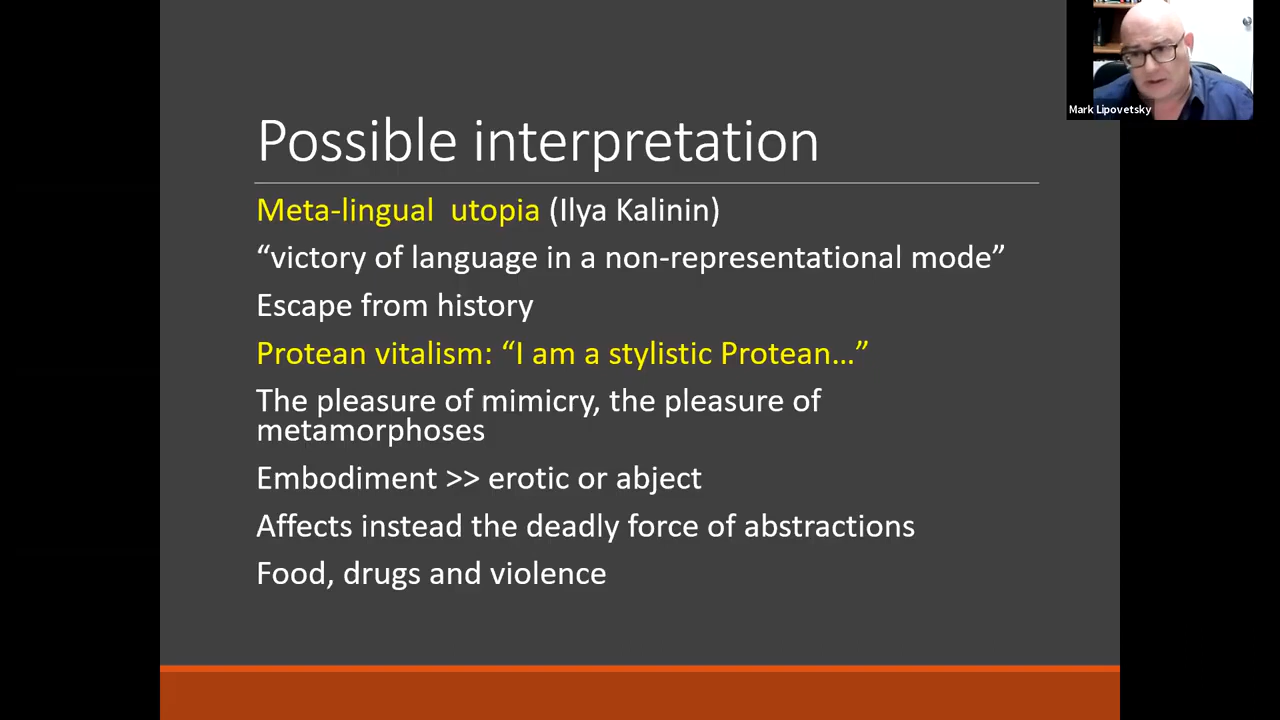 Mark Lipovetsky
Possible interpretation
Meta-lingual utopia (Ilya Kalinin)
“victory of language in a non-representational mode”
Escape from history
Protean vitalism: “I am a stylistic Protean…”
The pleasure of mimicry, the pleasure of
metamorphoses
Embodiment >> erotic or abject
Affects instead the deadly force of abstractions
Food, drugs and violence